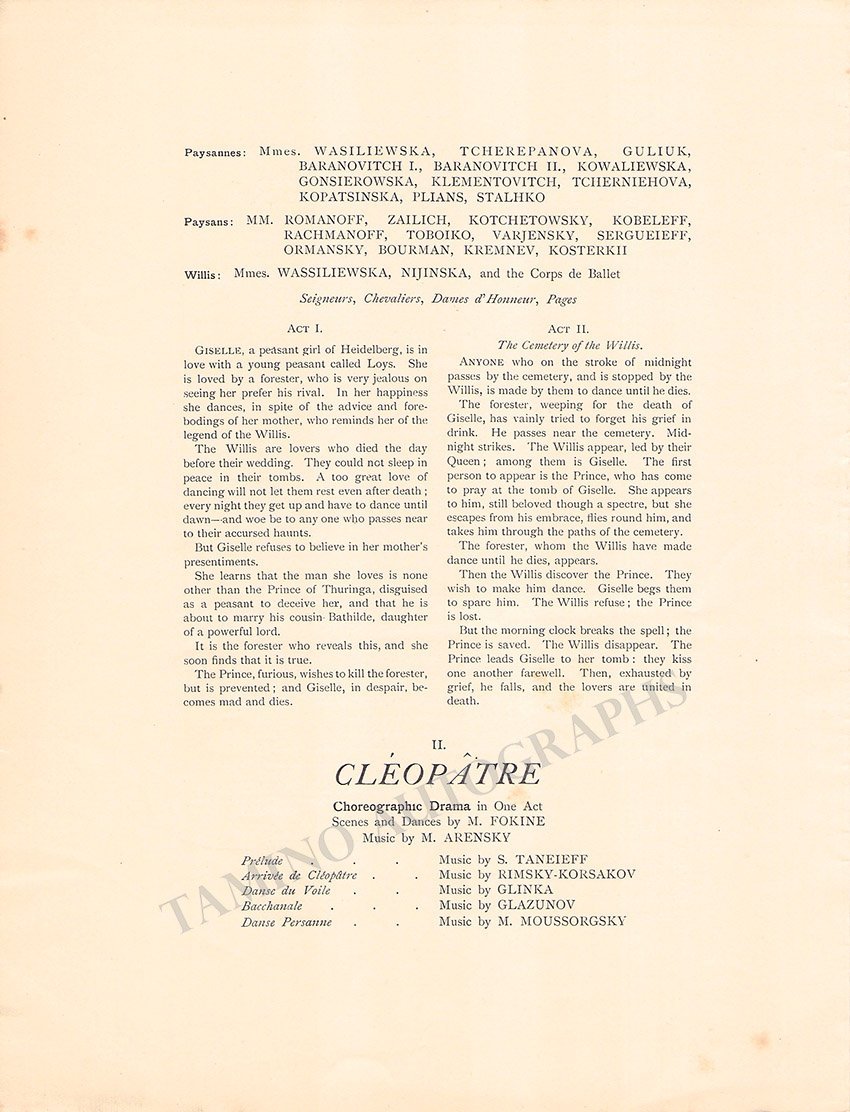 Paysannes: Mmes. WASILIEWSKA, TCHEREPANOVA, GULIUK,
BARANOVITCH I., BARANOVITCH II., KOWALIEWSKA,
GONSIEROWSKA, KLEMENTOVITCH, TCHERNIEHOVA,
KOPATSINSKA, PLIANS, STALHKO
Paysans: MM. ROMANOFF, ZAILICH, KOTCHETOWSKY, KOBELEFF,
RACHMANOFF, TOBOIKO, VARJENSKY, SERGUEIEFF,
ORMANSKY, BOURMAN, KREMNEV, KOSTERKII
Willis: Mmes. WASSILIEWSKA, NIJINSKA, and the Corps de Ballet
Seigneurs, Chevaliers, Dames d'Honneur, Pages
ACT I.
GISELLE, a peasant girl of Heidelberg, is in
love with a young peasant called Loys. She
is loved by a forester, who is very jealous on
seeing her prefer his rival. In her happiness
she dances, in spite of the advice and fore-
bodings of her mother, who reminds her of the
legend of the Willis.
The Willis are lovers who died the day
before their wedding. They could not sleep in
peace in their tombs. A too great love of
dancing will not let them rest even after death;
every night they get up and have to dance until
dawn—and woe be to any one who passes near
to their accursed haunts.
But Giselle refuses to believe in her mother's
presentiments.
She learns that the man she loves is none
other than the Prince of Thuringa, disguised
as a peasant to deceive her, and that he is
about to marry his cousin Bathilde, daughter
of a powerful lord.
It is the forester who reveals this, and she
soon finds that it is true.
The Prince, furious, wishes to kill the forester,
but is prevented; and Giselle, in despair, be-
comes mad and dies.
ACT II.
The Cemetery of the Willis.
ANYONE who on the stroke of midnight
passes by the cemetery, and is stopped by the
Willis, is made by them to dance until he dies.
The forester, weeping for the death of
Giselle, has vainly tried to forget his grief in
drink. He passes near the cemetery. Mid-
night strikes. The Willis appear, led by their
Queen; among them is Giselle. The first
person to appear is the Prince, who has come
to pray at the tomb of Giselle. She appears
to him, still beloved though a spectre, but she
escapes from his embrace, flies round him, and
takes him through the paths of the cemetery.
The forester, whom the Willis have made
dance until he dies, appears.
Then the Willis discover the Prince. They
wish to make him dance. Giselle begs them
to spare him. The Willis refuse; the Prince
is lost.
But the morning clock breaks the spell; the
Prince is saved. The Willis disappear. The
Prince leads Giselle to her tomb: they kiss
one another farewell. Then, exhausted by
grief, he falls, and the lovers are united in
death.
II.
CLÉOPÂTRE
Choreographic Drama in One Act
Scenes and Dances by M. FOKINE
Music by M. ARENSKY
Prélude . . . Music by S. TANEIEFF
Arrivée de Cléopâtre . . Music by RIMSKY-KORSAKOV
Danse du Voile . . Music by GLINKA
Bacchanale . . . Music by GLAZUNOV
Danse Persanne . . Music by M. MOUSSORGSKY
TAMINO AUTOGRAPHS